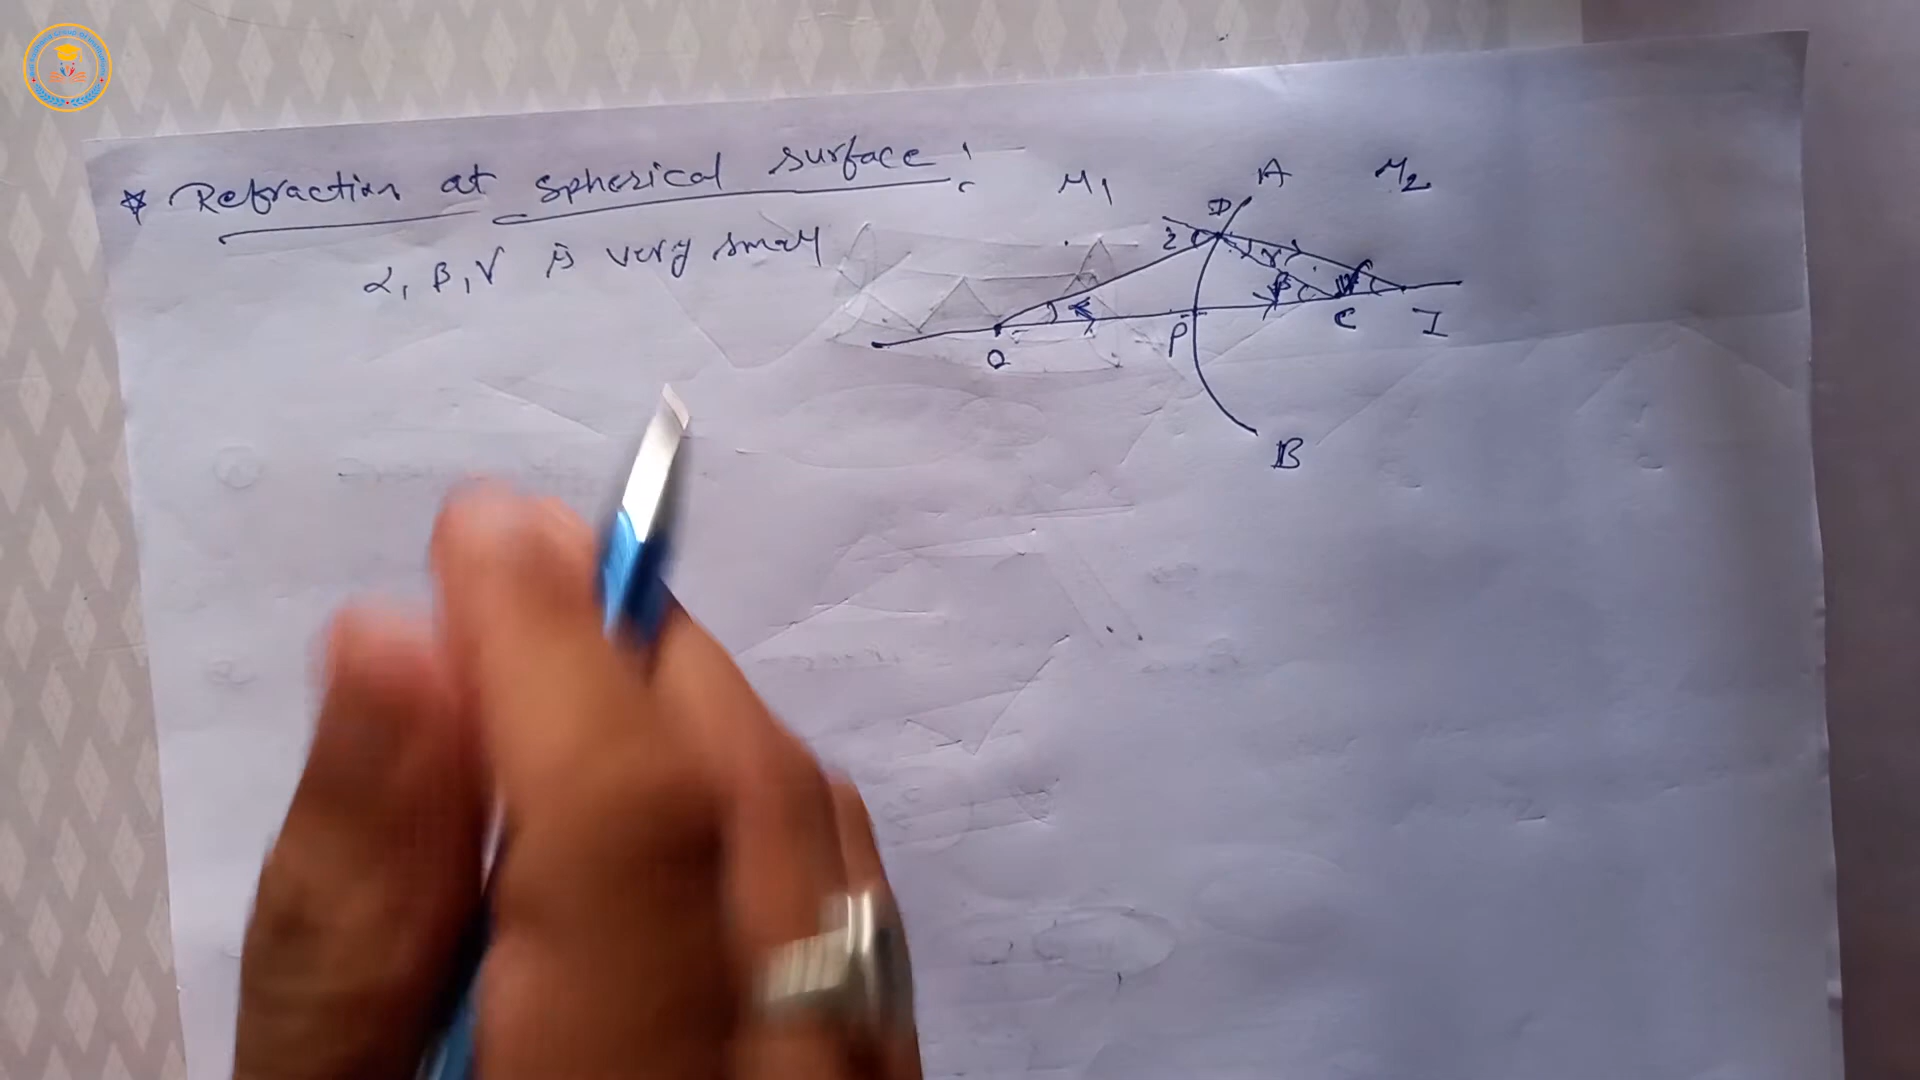 ☆ Refraction at spherical surface :
α, β, γ is very small
μ1
A
μ2
D
i
r
β
γ
O
P
C
I
B